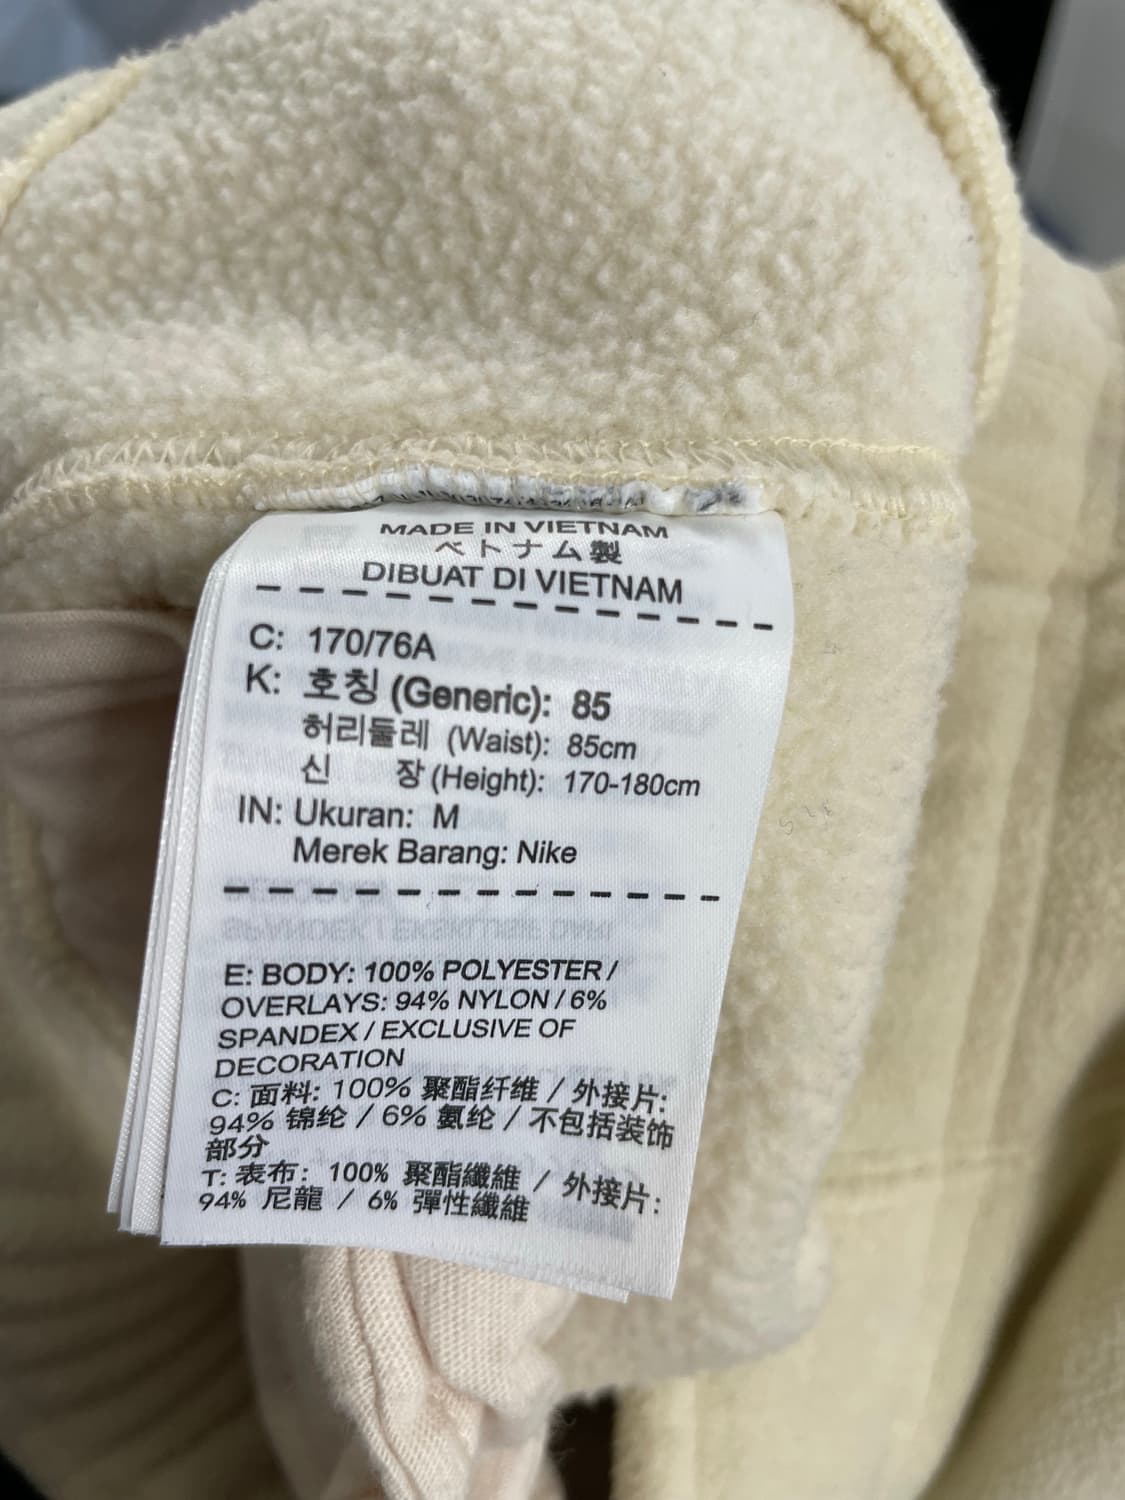 MADE IN VIETNAM
ベトナム製
DIBUAT DI VIETNAM
C: 170/76A
K: 호칭 (Generic): 85
허리둘레 (Waist): 85cm
신 장 (Height): 170-180cm
IN: Ukuran: M
Merek Barang: Nike
E: BODY: 100% POLYESTER /
OVERLAYS: 94% NYLON / 6%
SPANDEX / EXCLUSIVE OF
DECORATION
C: 面料: 100% 聚酯纤维 / 外接片:
94% 锦纶 / 6% 氨纶 / 不包括装饰
部分
T: 表布: 100% 聚酯纖維 / 外接片:
94% 尼龍 / 6% 彈性纖維